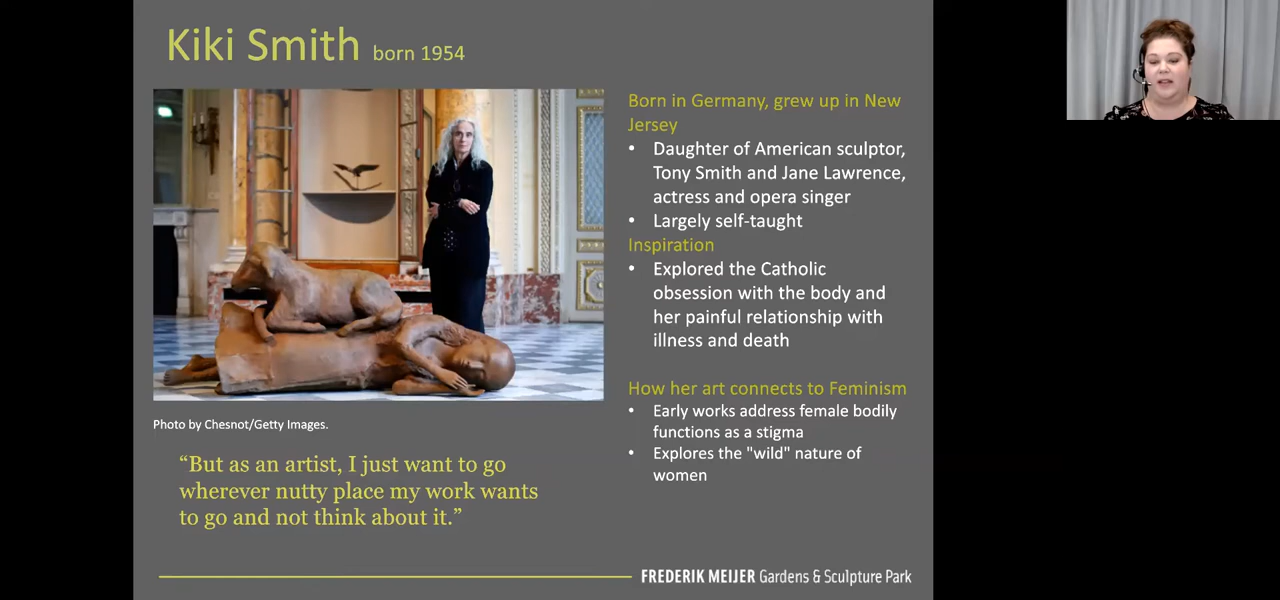 Kiki Smith born 1954
Born in Germany, grew up in New
Jersey
• Daughter of American sculptor,
Tony Smith and Jane Lawrence,
actress and opera singer
• Largely self-taught
Inspiration
• Explored the Catholic
obsession with the body and
her painful relationship with
illness and death
How her art connects to Feminism
• Early works address female bodily
functions as a stigma
• Explores the "wild" nature of
women
Photo by Chesnot/Getty Images.
“But as an artist, I just want to go
wherever nutty place my work wants
to go and not think about it.”
FREDERIK MEIJER Gardens & Sculpture Park